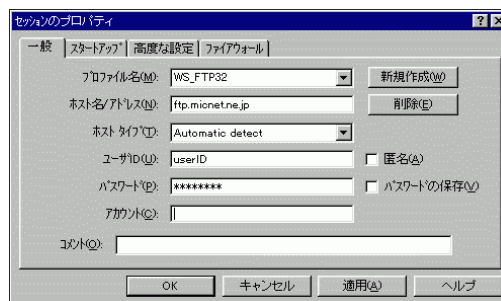 セッションのプロパティ
一般 スタートアップ 高度な設定 ファイアウォール
プロファイル名(M): WS_FTP32 新規作成(W)
ホスト名/アドレス(N): ftp.micnet.ne.jp 削除(E)
ホスト タイプ(T): Automatic detect
ユーザID(U): userID 匿名(A)
パスワード(P): ******** パスワードの保存(V)
アカウント(C):
コメント(O):
OK キャンセル 適用(A) ヘルプ